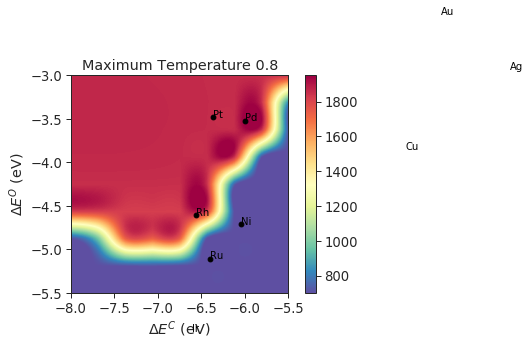 Au
Maximum Temperature 0.8
Ag
−3.0
Pt
Pd
1800
−3.5
1600
Cu
−4.0
1400
ΔE^O (eV)
−4.5
Rh
Ni
1200
−5.0
Ru
1000
800
−5.5
−8.0 −7.5 −7.0 −6.5 −6.0 −5.5
ΔE^C (eV)
Ir